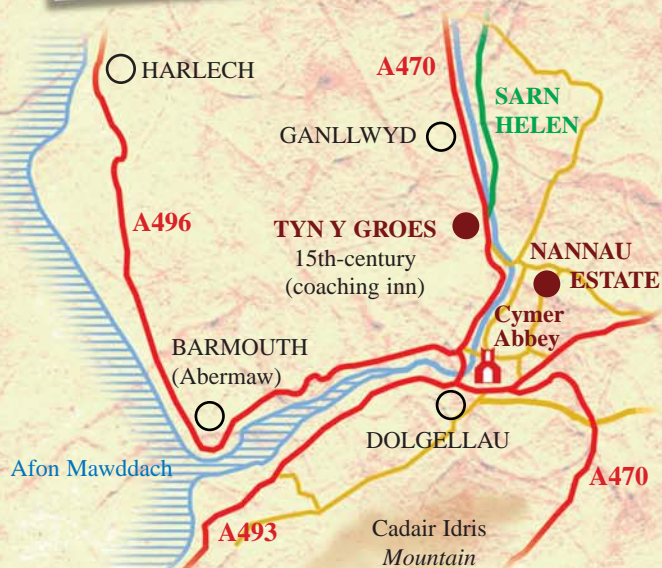 HARLECH
A470
SARN
HELEN
GANLLWYD
A496
TYN Y GROES
15th-century
(coaching inn)
NANNAU
ESTATE
Cymer
Abbey
BARMOUTH
(Abermaw)
DOLGELLAU
Afon Mawddach
A470
A493
Cadair Idris
Mountain